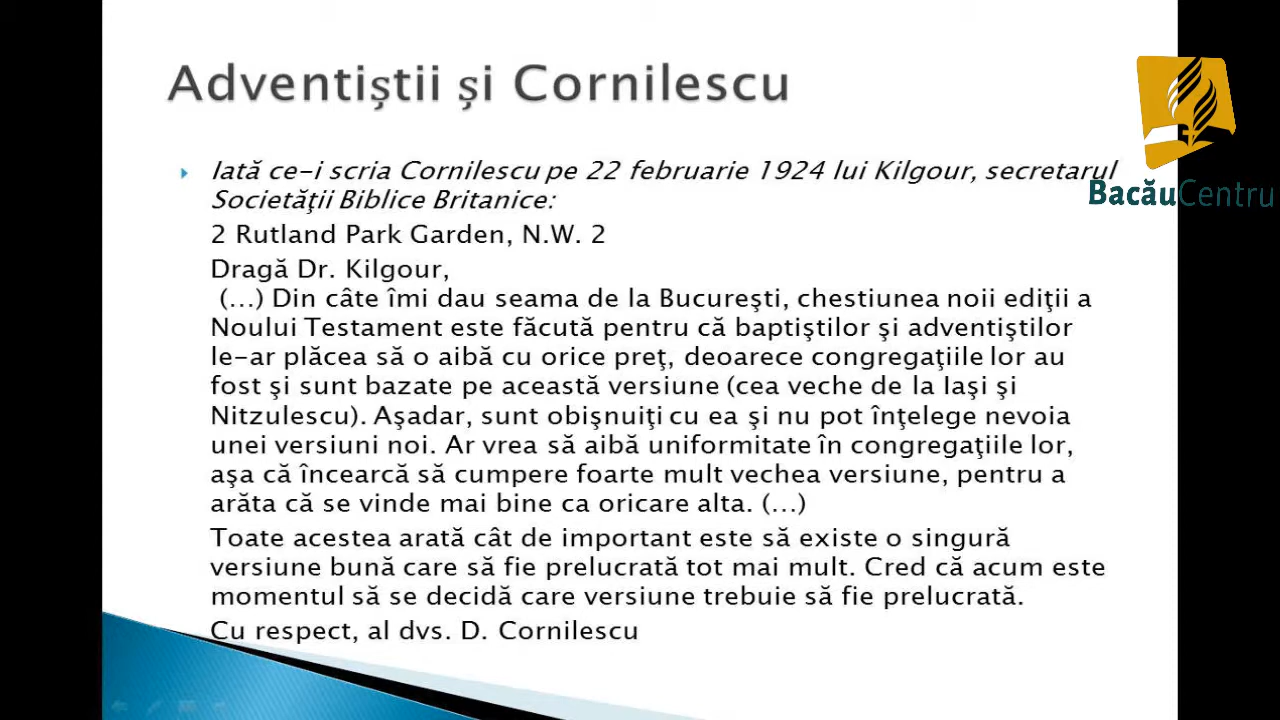 Adventiștii și Cornilescu
BacăuCentru
Iată ce-i scria Cornilescu pe 22 februarie 1924 lui Kilgour, secretarul
Societăţii Biblice Britanice:
2 Rutland Park Garden, N.W. 2
Dragă Dr. Kilgour,
(…) Din câte îmi dau seama de la Bucureşti, chestiunea noii ediţii a
Noului Testament este făcută pentru că baptiştilor şi adventiştilor
le-ar plăcea să o aibă cu orice preţ, deoarece congregaţiile lor au
fost şi sunt bazate pe această versiune (cea veche de la Iaşi şi
Nitzulescu). Aşadar, sunt obişnuiţi cu ea şi nu pot înţelege nevoia
unei versiuni noi. Ar vrea să aibă uniformitate în congregaţiile lor,
aşa că încearcă să cumpere foarte mult vechea versiune, pentru a
arăta că se vinde mai bine ca oricare alta. (…)
Toate acestea arată cât de important este să existe o singură
versiune bună care să fie prelucrată tot mai mult. Cred că acum este
momentul să se decidă care versiune trebuie să fie prelucrată.
Cu respect, al dvs. D. Cornilescu